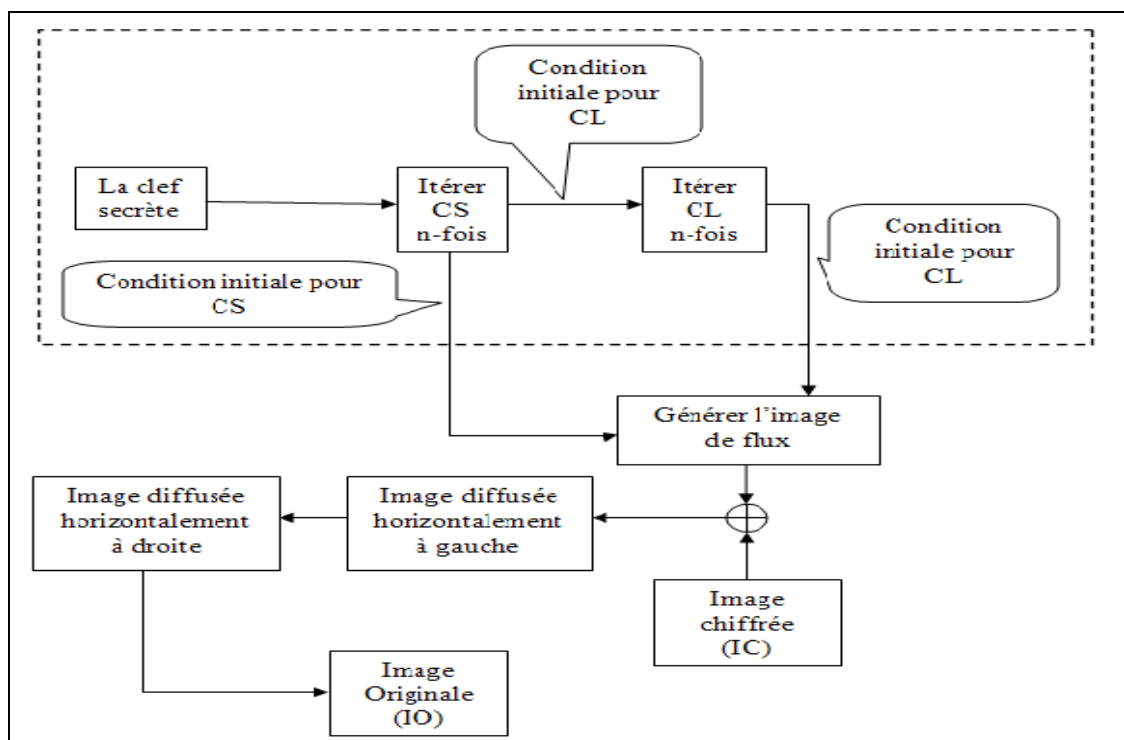 Condition
initiale pour
CL
La clef
secrète
Itérer
CS
n-fois
Itérer
CL
n-fois
Condition
initiale pour
CL
Condition initiale pour
CS
Générer l'image
de flux
Image diffusée
horizontalement
à droite
Image diffusée
horizontalement
à gauche
Image
chiffrée
(IC)
Image
Originale
(IO)